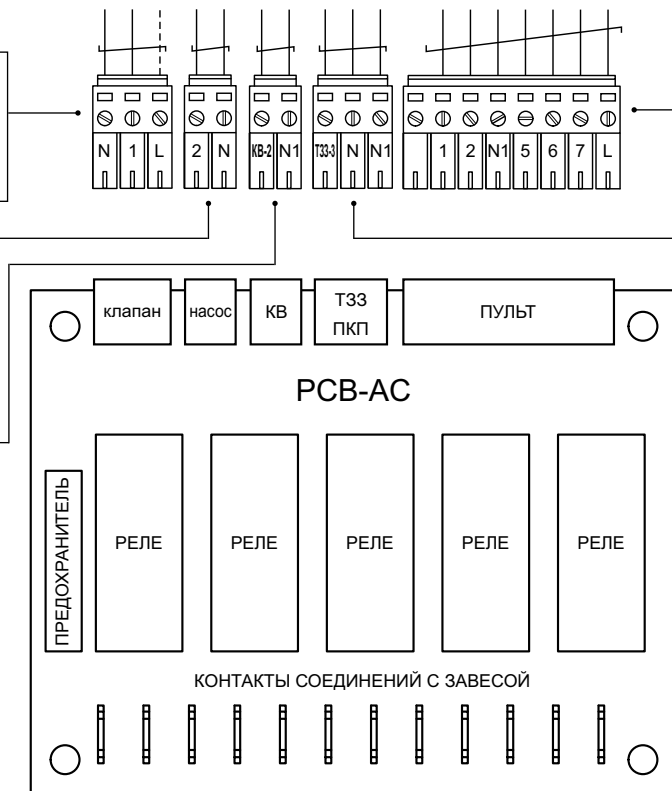 N 1 L
2 N
КВ-2 N1
ТЗЗ-3 N N1
1 2 N1 5 6 7 L
клапан
насос
КВ
ТЗЗ
ПКП
ПУЛЬТ
PCB-AC
ПРЕДОХРАНИТЕЛЬ
РЕЛЕ
РЕЛЕ
РЕЛЕ
РЕЛЕ
РЕЛЕ
КОНТАКТЫ СОЕДИНЕНИЙ С ЗАВЕСОЙ